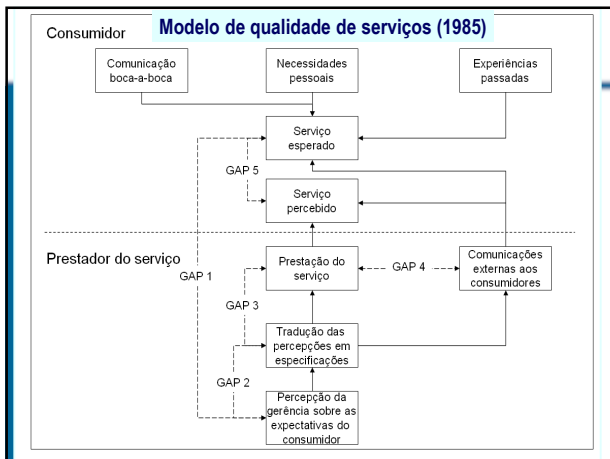 Modelo de qualidade de serviços (1985)
Consumidor
Comunicação
boca-a-boca
Necessidades
pessoais
Experiências
passadas
Serviço
esperado
GAP 5
Serviço
percebido
Prestador do serviço
GAP 1
Prestação do
serviço
GAP 4
Comunicações
externas aos
consumidores
GAP 3
Tradução das
percepções em
especificações
GAP 2
Percepção da
gerência sobre as
expectativas do
consumidor